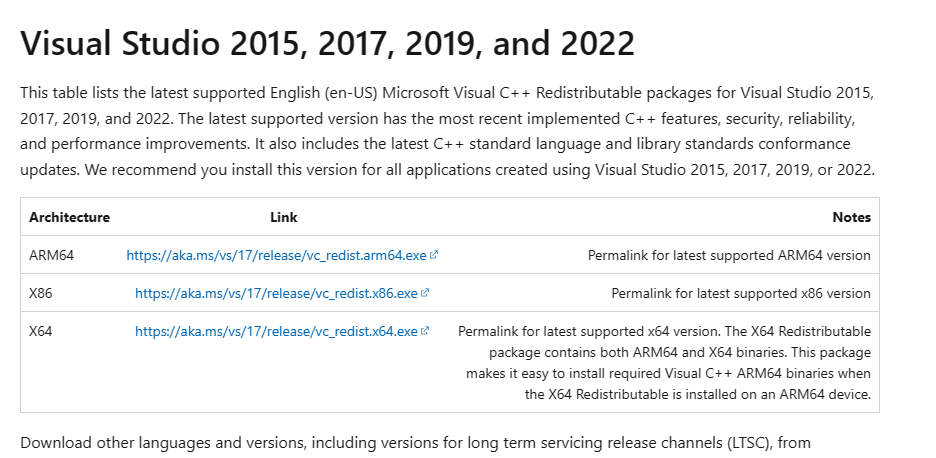 Visual Studio 2015, 2017, 2019, and 2022
This table lists the latest supported English (en-US) Microsoft Visual C++ Redistributable packages for Visual Studio 2015,
2017, 2019, and 2022. The latest supported version has the most recent implemented C++ features, security, reliability,
and performance improvements. It also includes the latest C++ standard language and library standards conformance
updates. We recommend you install this version for all applications created using Visual Studio 2015, 2017, 2019, or 2022.
Architecture Link Notes
ARM64 https://aka.ms/vs/17/release/vc_redist.arm64.exe Permalink for latest supported ARM64 version
X86 https://aka.ms/vs/17/release/vc_redist.x86.exe Permalink for latest supported x86 version
X64 https://aka.ms/vs/17/release/vc_redist.x64.exe Permalink for latest supported x64 version. The X64 Redistributable
package contains both ARM64 and X64 binaries. This package
makes it easy to install required Visual C++ ARM64 binaries when
the X64 Redistributable is installed on an ARM64 device.
Download other languages and versions, including versions for long term servicing release channels (LTSC), from